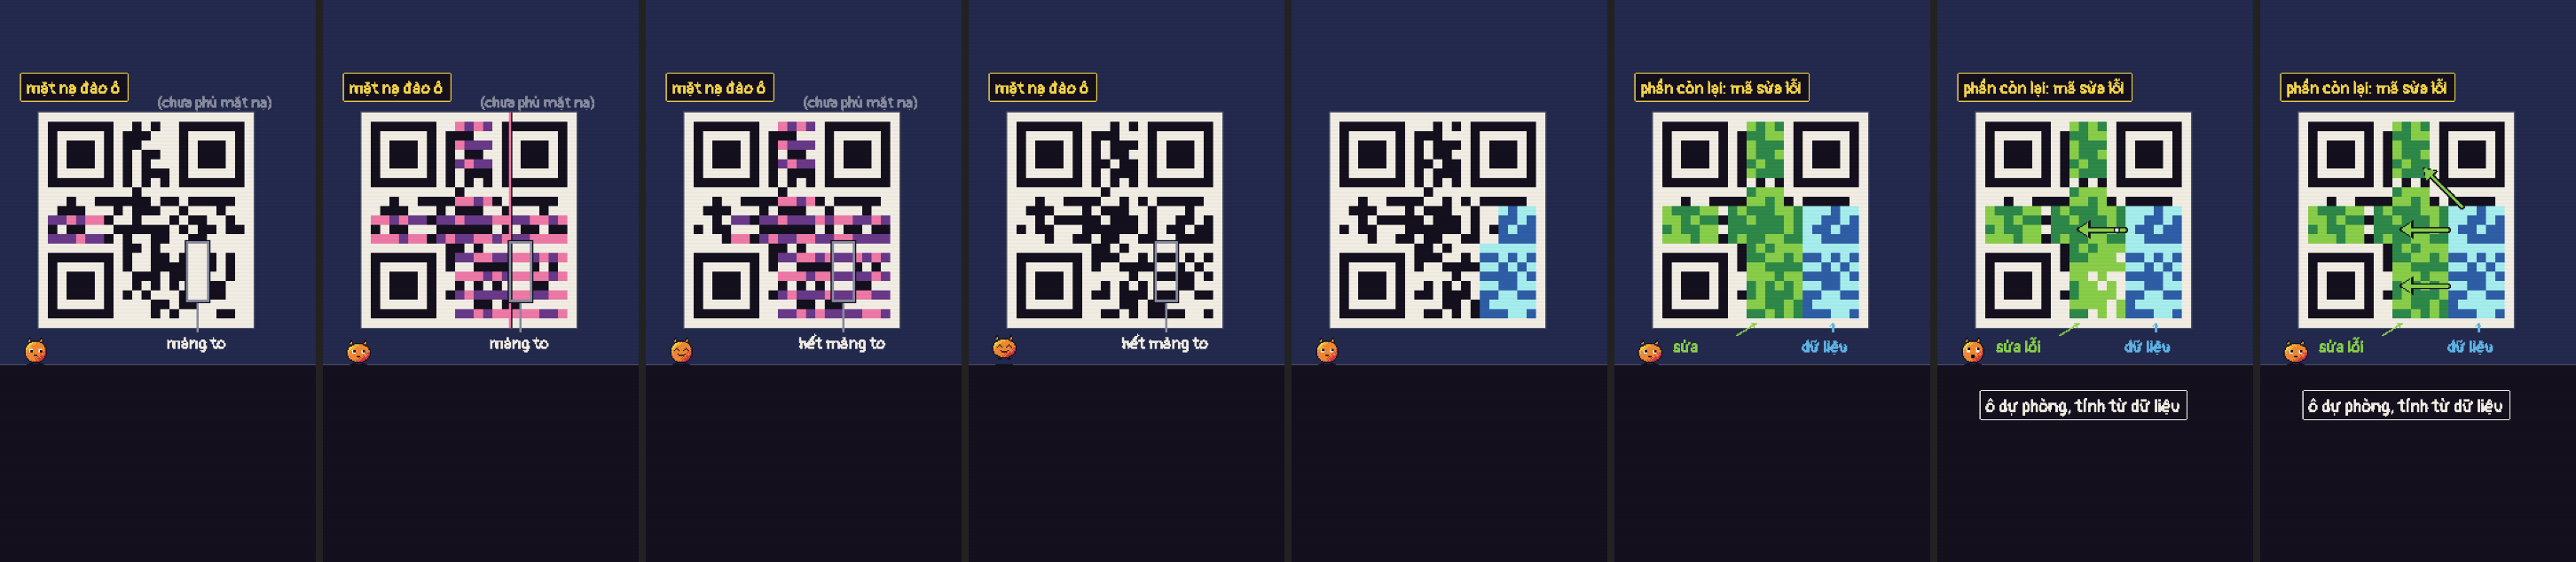 mặt nạ đảo ô
(chưa phủ mặt nạ)
mảng to
mặt nạ đảo ô
(chưa phủ mặt nạ)
mảng to
mặt nạ đảo ô
(chưa phủ mặt nạ)
hết mảng to
mặt nạ đảo ô
hết mảng to
phần còn lại: mã sửa lỗi
sửa
dữ liệu
phần còn lại: mã sửa lỗi
sửa lỗi
dữ liệu
ô dự phòng, tính từ dữ liệu
phần còn lại: mã sửa lỗi
sửa lỗi
dữ liệu
ô dự phòng, tính từ dữ liệu